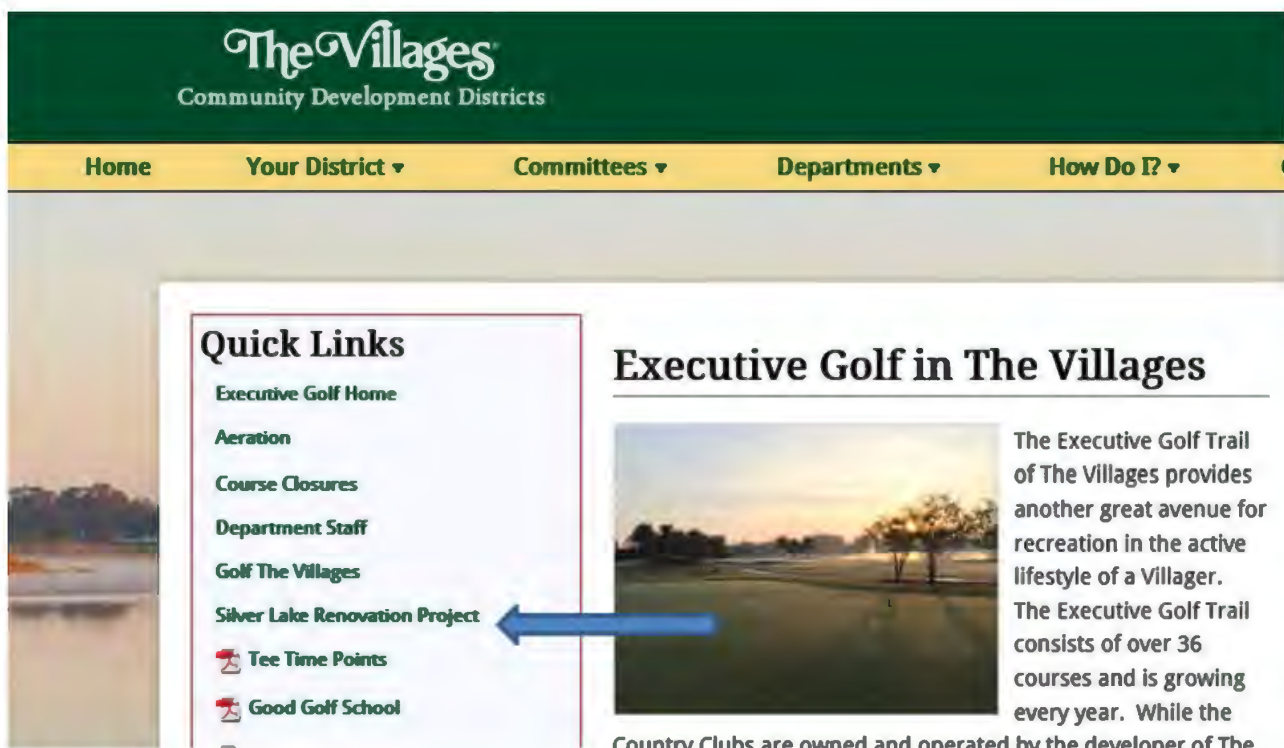 The Villages
Community Development Districts
Home Your District ▾ Committees ▾ Departments ▾ How Do I? ▾
Quick Links
Executive Golf Home
Aeration
Course Closures
Department Staff
Golf The Villages
Silver Lake Renovation Project
Tee Time Points
Good Golf School
Executive Golf in The Villages
The Executive Golf Trail
of The Villages provides
another great avenue for
recreation in the active
lifestyle of a Villager.
The Executive Golf Trail
consists of over 36
courses and is growing
every year. While the
Country Clubs are owned and operated by the developer of The